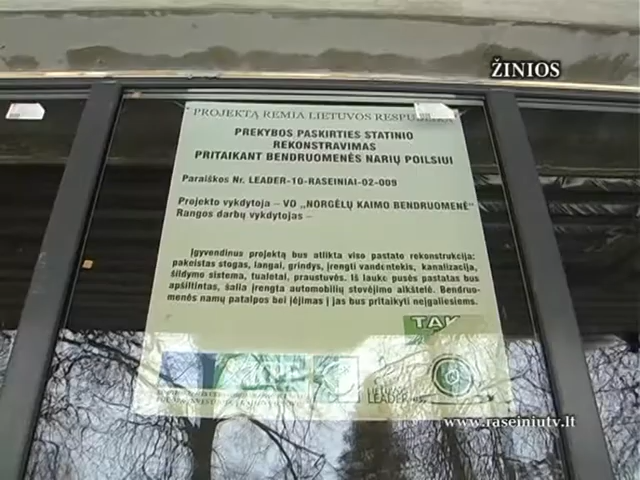 ŽINIOS
PROJEKTĄ REMIA LIETUVOS RESPUBLIKA
PREKYBOS PASKIRTIES STATINIO
REKONSTRAVIMAS
PRITAIKANT BENDRUOMENĖS NARIŲ POILSIUI
Paraiškos Nr. LEADER-10-RASEINIAI-02-009
Projekto vykdytoja – VO „NORGĖLŲ KAIMO BENDRUOMENĖ"
Rangos darbų vykdytojas –
Įgyvendinus projektą bus atlikta viso pastato rekonstrukcija:
pakeistas stogas, langai, grindys, įrengti vandentekis, kanalizacija,
šildymo sistema, tualetai, praustuvės. Iš lauko pusės pastatas bus
apšiltintas, šalia įrengta automobilių stovėjimo aikštelė. Bendruo-
menės namų patalpos bei įėjimas į jas bus pritaikyti neįgaliesiems.
TAK
LEADER
www.raseiniutv.lt